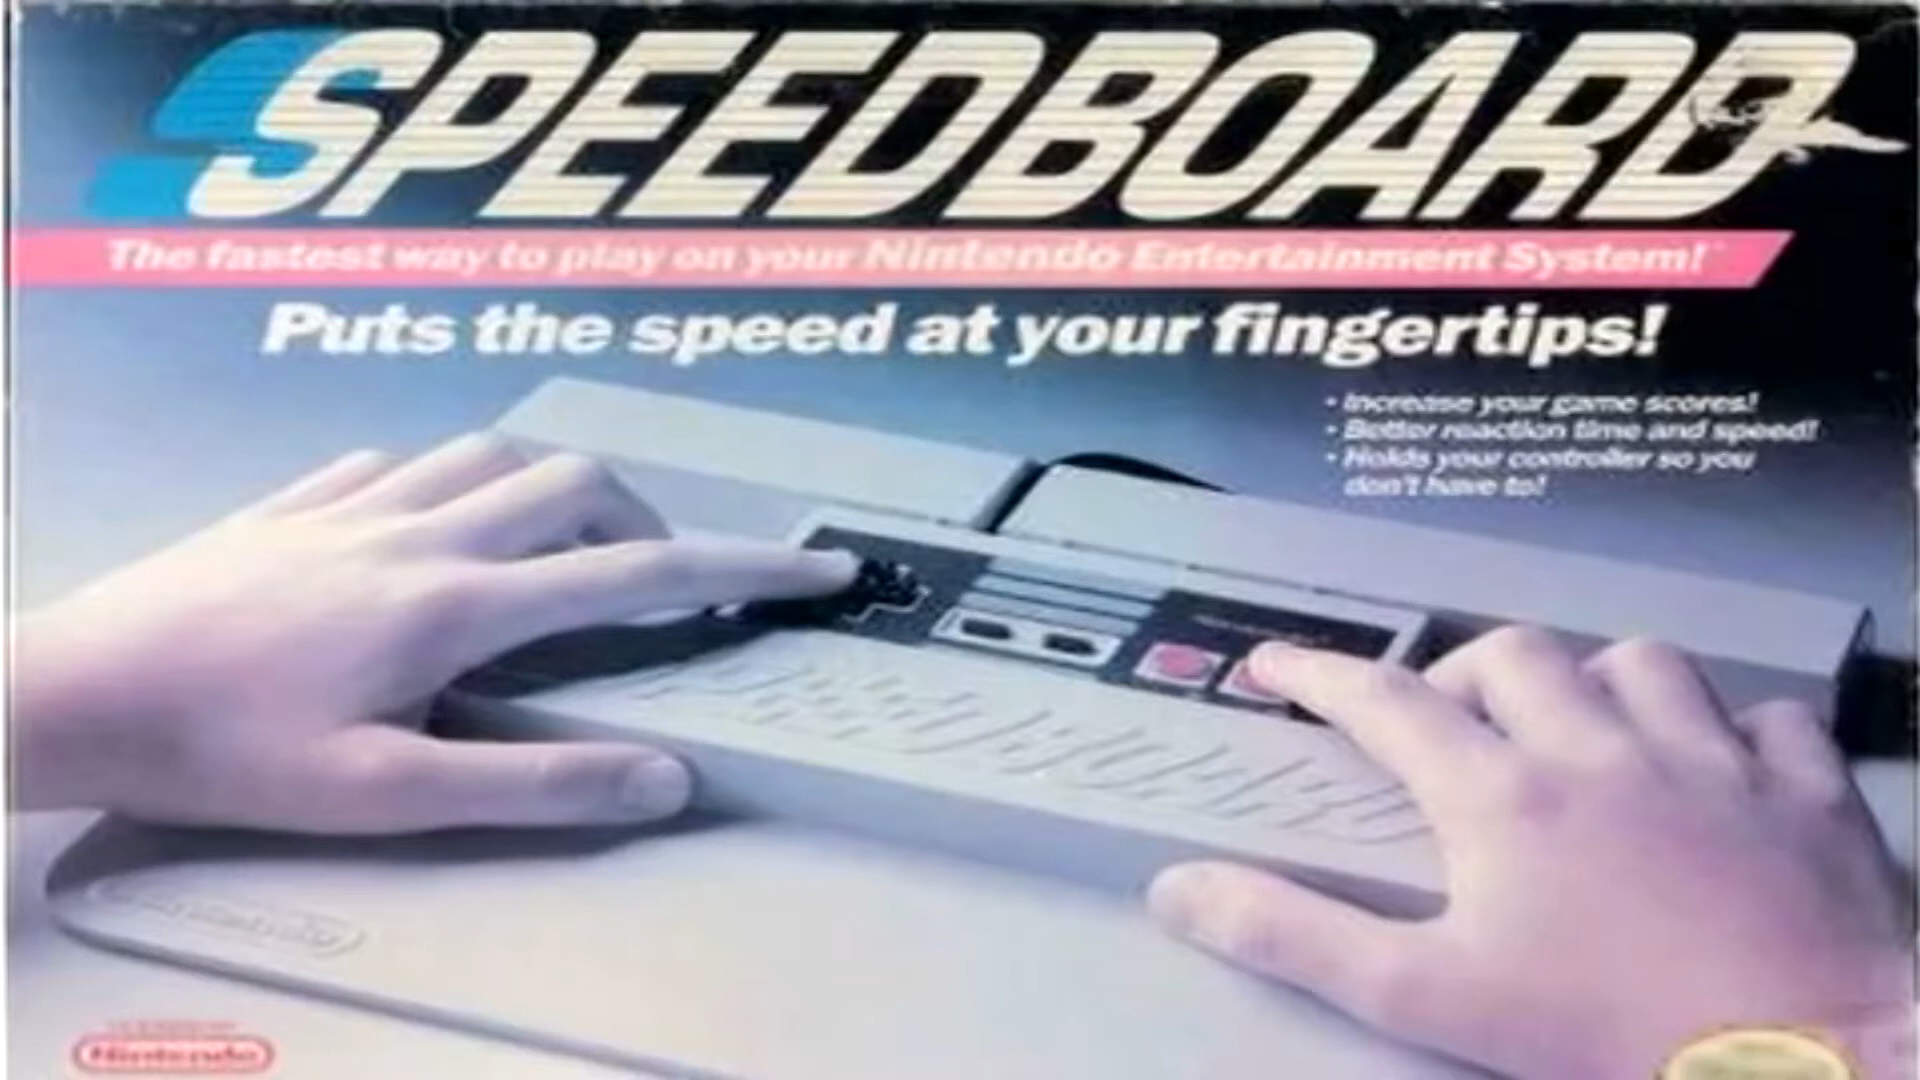 SPEEDBOARD
The fastest way to play on your Nintendo Entertainment System!
Puts the speed at your fingertips!
• Increase your game scores!
• Better reaction time and speed!
• Holds your controller so you
don't have to!
SPEEDBOARD
Nintendo